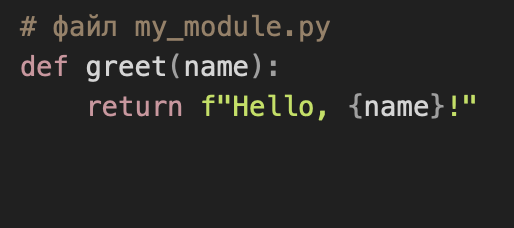 # файл my_module.py
def greet(name):
    return f"Hello, {name}!"